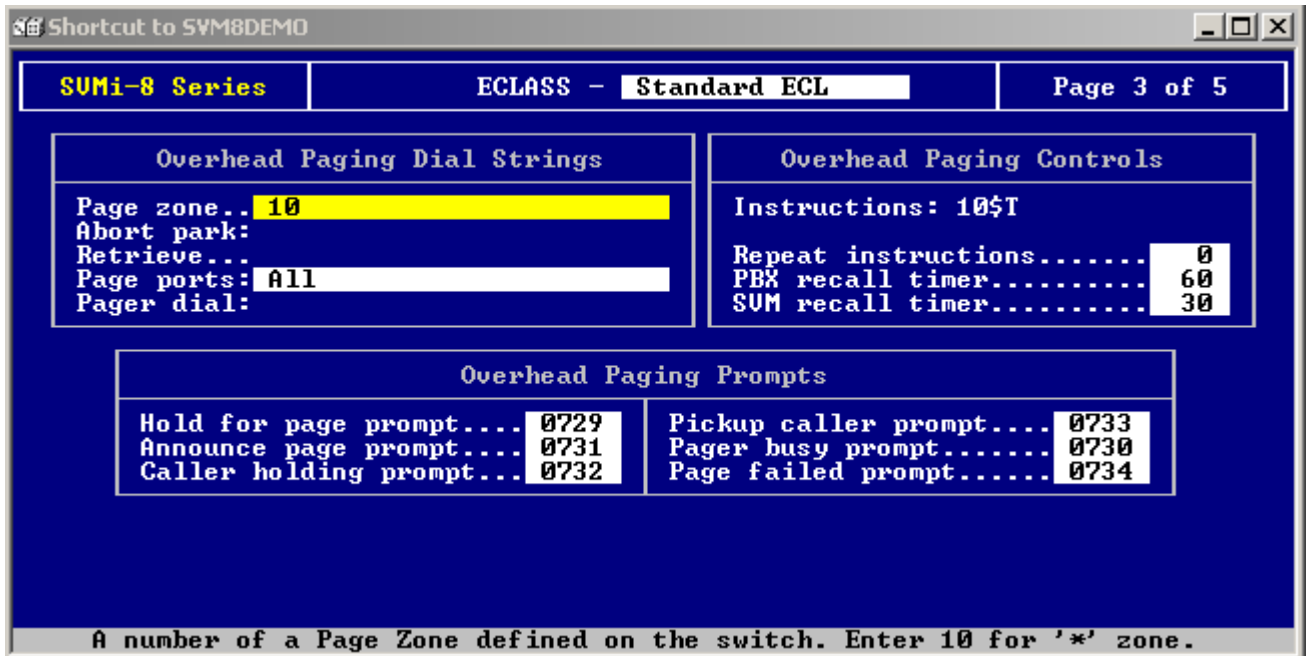 Shortcut to SVM8DEMO
SVMi-8 Series
ECLASS - Standard ECL
Page 3 of 5
Overhead Paging Dial Strings
Page zone.. 10
Abort park:
Retrieve...
Page ports: All
Pager dial:
Overhead Paging Controls
Instructions: 10$T
Repeat instructions....... 0
PBX recall timer.......... 60
SVM recall timer.......... 30
Overhead Paging Prompts
Hold for page prompt.... 0729
Announce page prompt.... 0731
Caller holding prompt... 0732
Pickup caller prompt.... 0733
Pager busy prompt....... 0730
Page failed prompt...... 0734
A number of a Page Zone defined on the switch. Enter 10 for '*' zone.